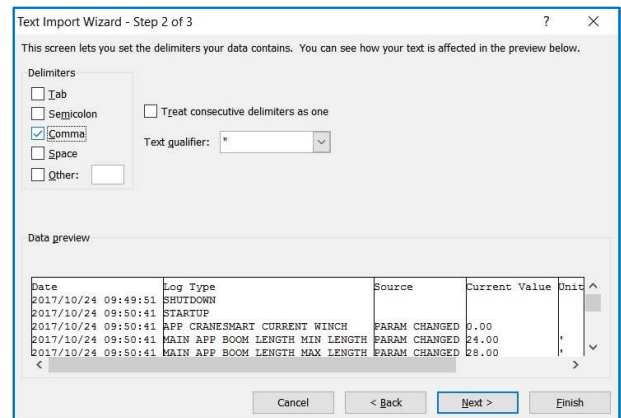 Text Import Wizard - Step 2 of 3 ? X
This screen lets you set the delimiters your data contains. You can see how your text is affected in the preview below.
Delimiters
Tab
Semicolon
Comma
Space
Other:
Treat consecutive delimiters as one
Text qualifier: "
Data preview
Date Log Type Source Current Value Unit
2017/10/24 09:49:51 SHUTDOWN
2017/10/24 09:50:41 STARTUP
2017/10/24 09:50:41 APP CRANESMART CURRENT WINCH PARAM CHANGED 0.00
2017/10/24 09:50:41 MAIN APP BOOM LENGTH MIN LENGTH PARAM CHANGED 24.00 '
2017/10/24 09:50:41 MAIN APP BOOM LENGTH MAX LENGTH PARAM CHANGED 28.00 '
Cancel < Back Next > Finish